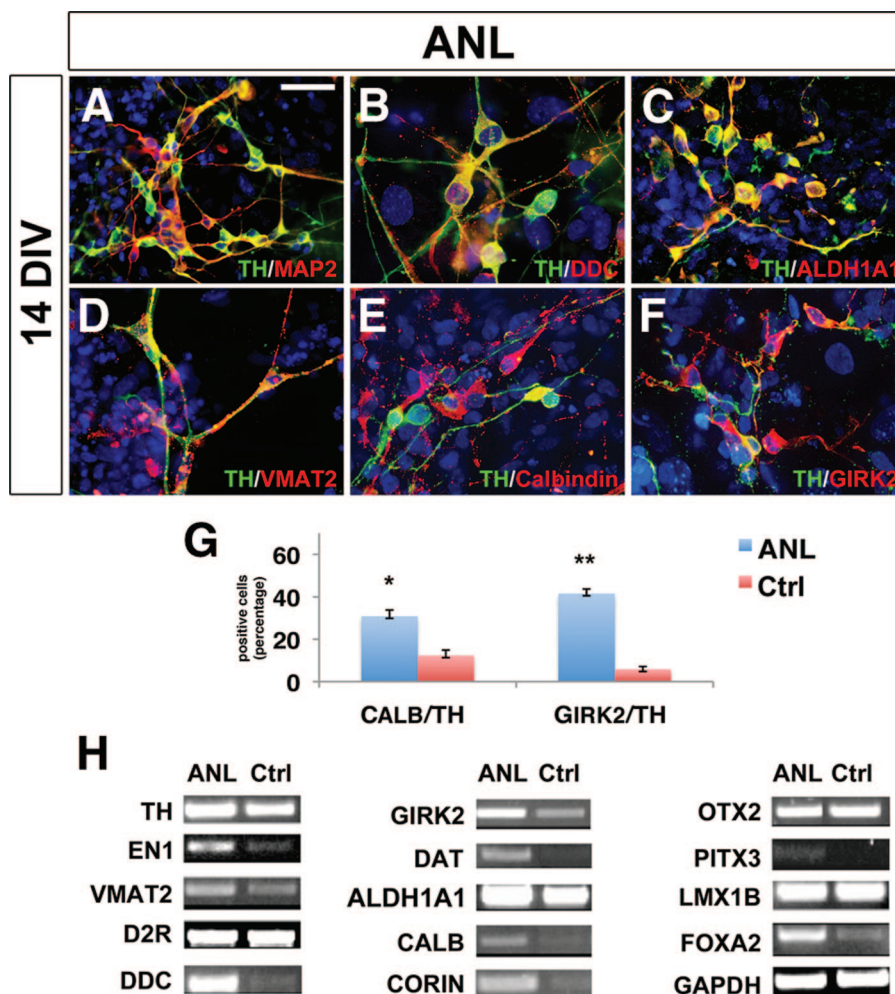 ANL
14 DIV
A
B
C
TH/MAP2
TH/DDC
TH/ALDH1A1
D
E
F
TH/VMAT2
TH/Calbindin
TH/GIRK2
G
positive cells
(percentage)
60
40
20
0
*
**
ANL
Ctrl
CALB/TH
GIRK2/TH
H
ANL Ctrl
TH
EN1
VMAT2
D2R
DDC
ANL Ctrl
GIRK2
DAT
ALDH1A1
CALB
CORIN
ANL Ctrl
OTX2
PITX3
LMX1B
FOXA2
GAPDH